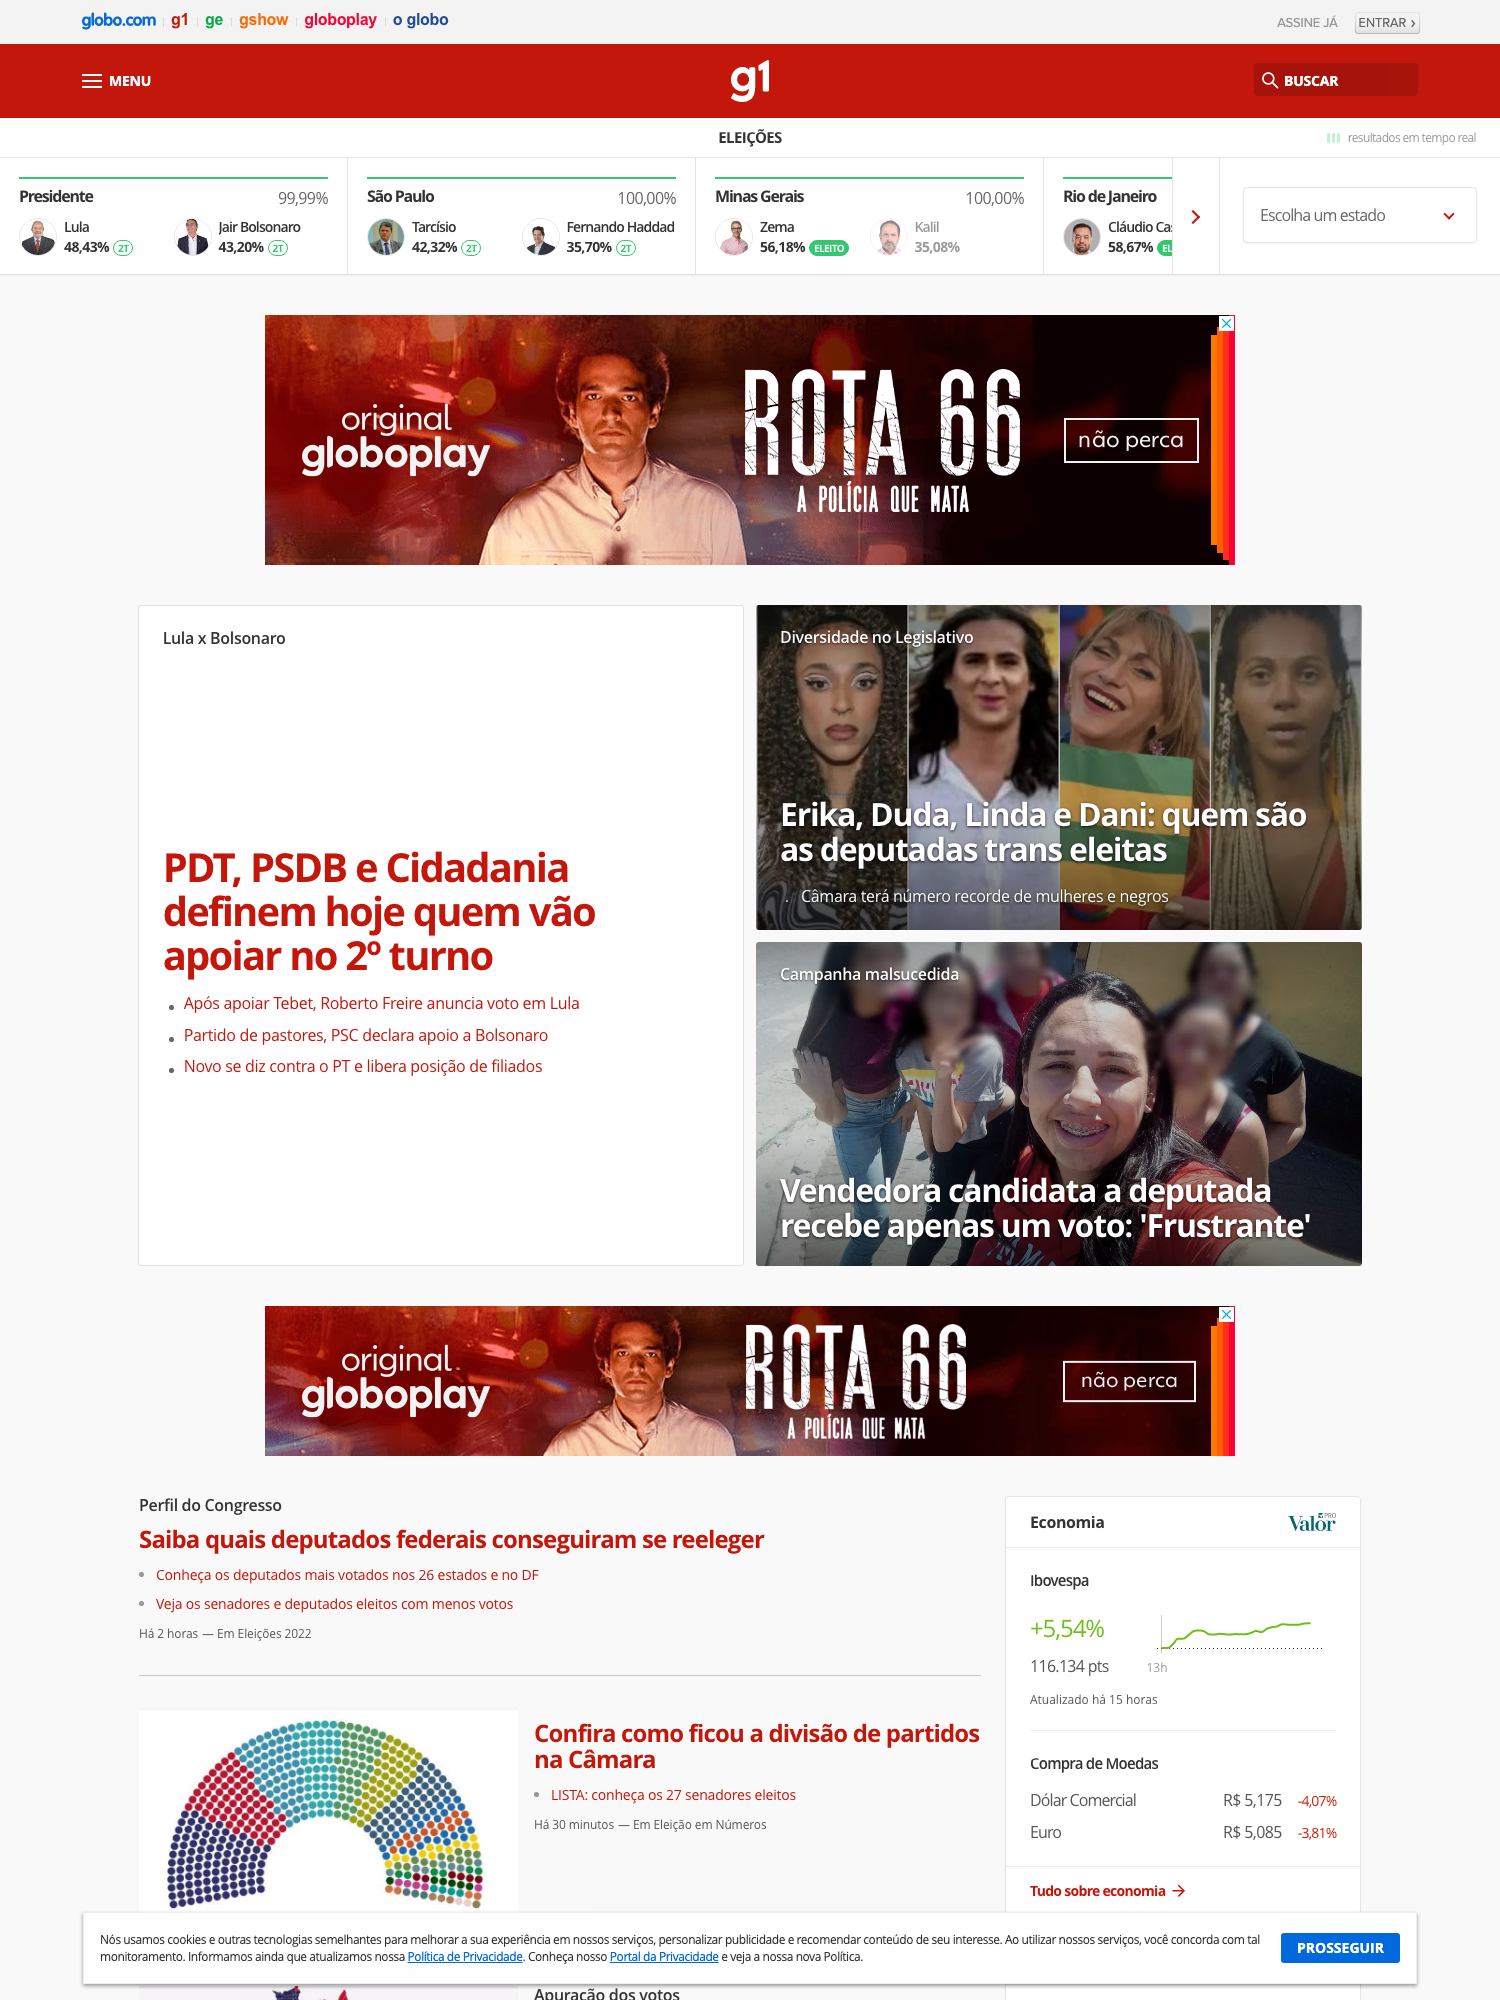 globo.com g1 ge gshow globoplay o globo
ASSINE JÁ ENTRAR ›
MENU
g1
BUSCAR
ELEIÇÕES
resultados em tempo real
Presidente 99,99%
Lula
48,43% 2T
Jair Bolsonaro
43,20% 2T
São Paulo 100,00%
Tarcísio
42,32% 2T
Fernando Haddad
35,70% 2T
Minas Gerais 100,00%
Zema
56,18% ELEITO
Kalil
35,08%
Rio de Janeiro
Cláudio Cas
58,67% EL
Escolha um estado
original
globoplay
ROTA 66
A POLÍCIA QUE MATA
não perca
Lula x Bolsonaro
PDT, PSDB e Cidadania
definem hoje quem vão
apoiar no 2º turno
Após apoiar Tebet, Roberto Freire anuncia voto em Lula
Partido de pastores, PSC declara apoio a Bolsonaro
Novo se diz contra o PT e libera posição de filiados
Diversidade no Legislativo
Erika, Duda, Linda e Dani: quem são
as deputadas trans eleitas
. Câmara terá número recorde de mulheres e negros
Campanha malsucedida
Vendedora candidata a deputada
recebe apenas um voto: 'Frustrante'
original
globoplay
ROTA 66
A POLÍCIA QUE MATA
não perca
Perfil do Congresso
Saiba quais deputados federais conseguiram se reeleger
Conheça os deputados mais votados nos 26 estados e no DF
Veja os senadores e deputados eleitos com menos votos
Há 2 horas — Em Eleições 2022
Confira como ficou a divisão de partidos
na Câmara
LISTA: conheça os 27 senadores eleitos
Há 30 minutos — Em Eleição em Números
Economia
Valor PRO
Ibovespa
+5,54%
116.134 pts
13h
Atualizado há 15 horas
Compra de Moedas
Dólar Comercial R$ 5,175 -4,07%
Euro R$ 5,085 -3,81%
Tudo sobre economia
Nós usamos cookies e outras tecnologias semelhantes para melhorar a sua experiência em nossos serviços, personalizar publicidade e recomendar conteúdo de seu interesse. Ao utilizar nossos serviços, você concorda com tal
monitoramento. Informamos ainda que atualizamos nossa Política de Privacidade. Conheça nosso Portal da Privacidade e veja a nossa nova Política.
PROSSEGUIR
Apuração dos votos